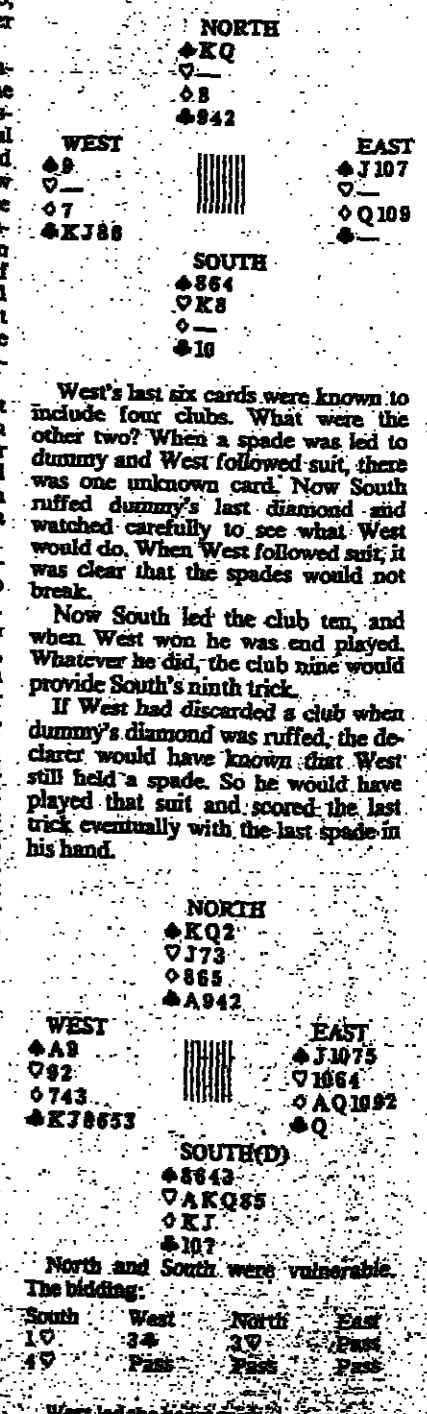 NORTH
♠KQ
♡—
◊8
♣942
WEST
♠9
♡—
◊7
♣KJ86
EAST
♠J107
♡—
◊Q109
♣—
SOUTH
♠864
♡K8
◊—
♣10
West's last six cards were known to
include four clubs. What were the
other two? When a spade was led to
dummy and West followed suit, there
was one unknown card. Now South
ruffed dummy's last diamond and
watched carefully to see what West
would do. When West followed suit, it
was clear that the spades would not
break.
Now South led the club ten, and
when West won he was end played.
Whatever he did, the club nine would
provide South's ninth trick.
If West had discarded a club when
dummy's diamond was ruffed, the de-
clarer would have known that West
still held a spade. So he would have
played that suit and scored the last
trick eventually with the last spade in
his hand.
NORTH
♠KQ2
♡J73
◊865
♣A942
WEST
♠A9
♡92
◊743
♣KJ8653
EAST
♠J1075
♡1064
◊AQ1092
♣Q
SOUTH(D)
♠8643
♡AKQ85
◊KJ
♣107
North and South were vulnerable.
The bidding:
South West North East
1♡ 3♣ 3♡ Pass
4♡ Pass Pass Pass
West led the